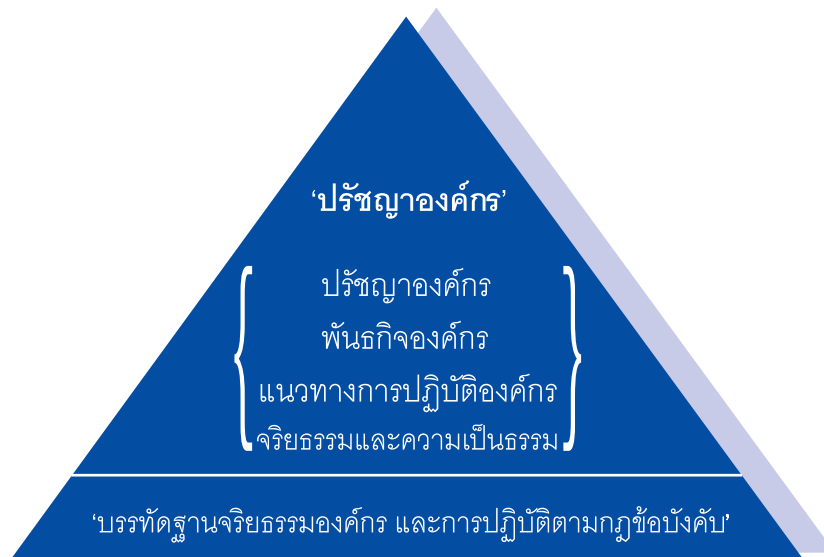 ‘ปรัชญาองค์กร’
ปรัชญาองค์กร
พันธกิจองค์กร
แนวทางการปฏิบัติองค์กร
จริยธรรมและความเป็นธรรม
‘บรรทัดฐานจริยธรรมองค์กร และการปฏิบัติตามกฎข้อบังคับ’